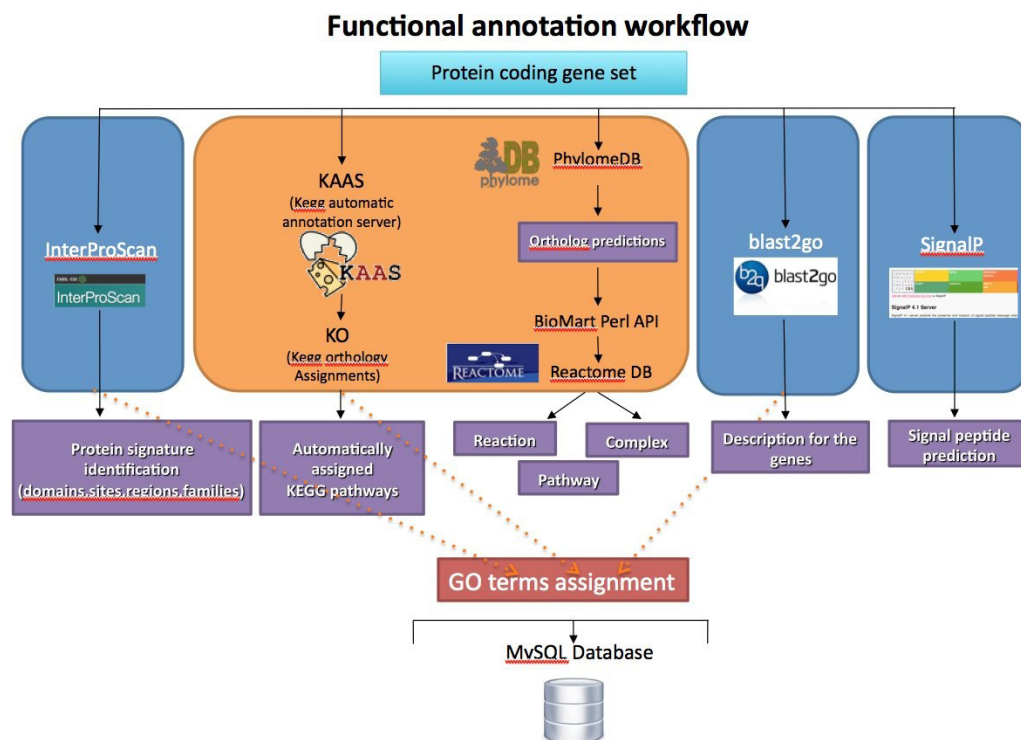 Functional annotation workflow
Protein coding gene set
InterProScan
InterProScan
Protein signature
identification
(domains,sites,regions,families)
KAAS
(Kegg automatic
annotation server)
KAAS
KO
(Kegg orthology
Assignments)
Automatically
assigned
KEGG pathways
DB
phylome
PhylomeDB
Ortholog predictions
BioMart Perl API
REACTOME
Reactome DB
Reaction
Complex
Pathway
blast2go
b2g blast2go
Description for the
genes
SignalP
SignalP 4.1 Server
Signal peptide
prediction
GO terms assignment
MySQL Database